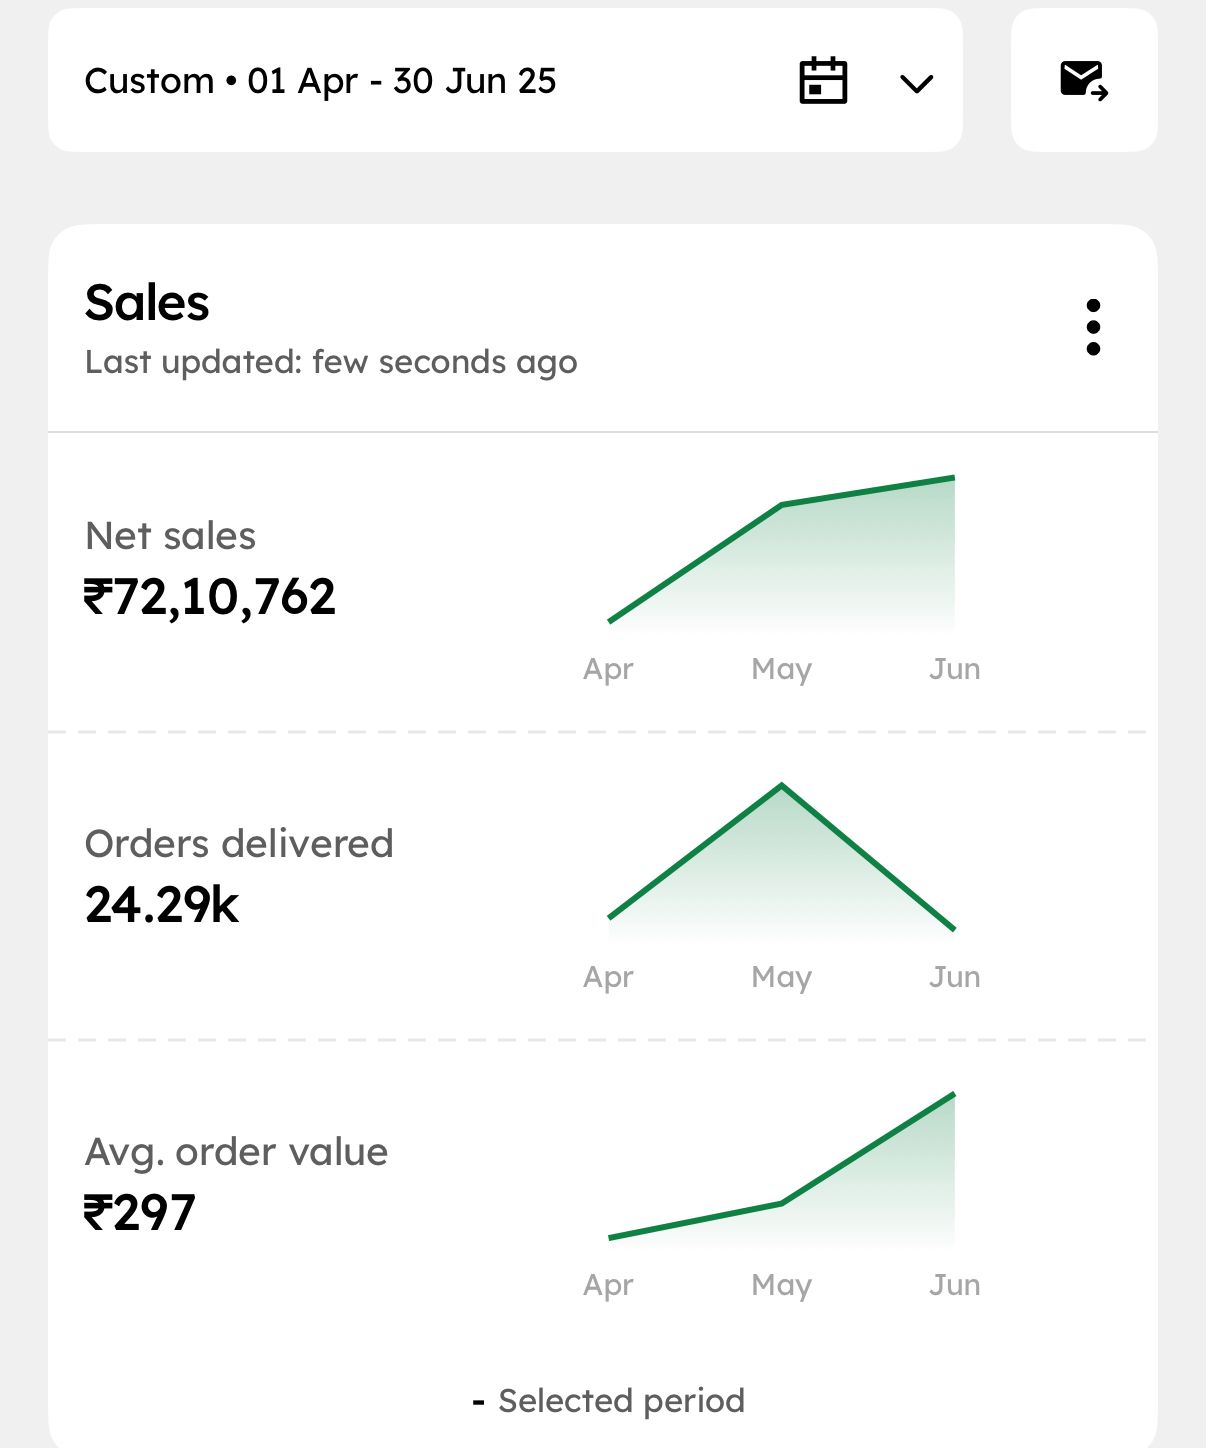 Custom • 01 Apr - 30 Jun 25
Sales
Last updated: few seconds ago
Net sales
₹72,10,762
Apr May Jun
Orders delivered
24.29k
Apr May Jun
Avg. order value
₹297
Apr May Jun
- Selected period